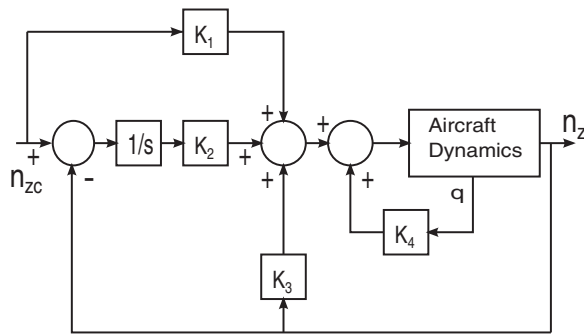 K1
+
+
+
Aircraft
Dynamics
nz
+
1/s
K2
+
nzc
-
+
+
q
K4
K3